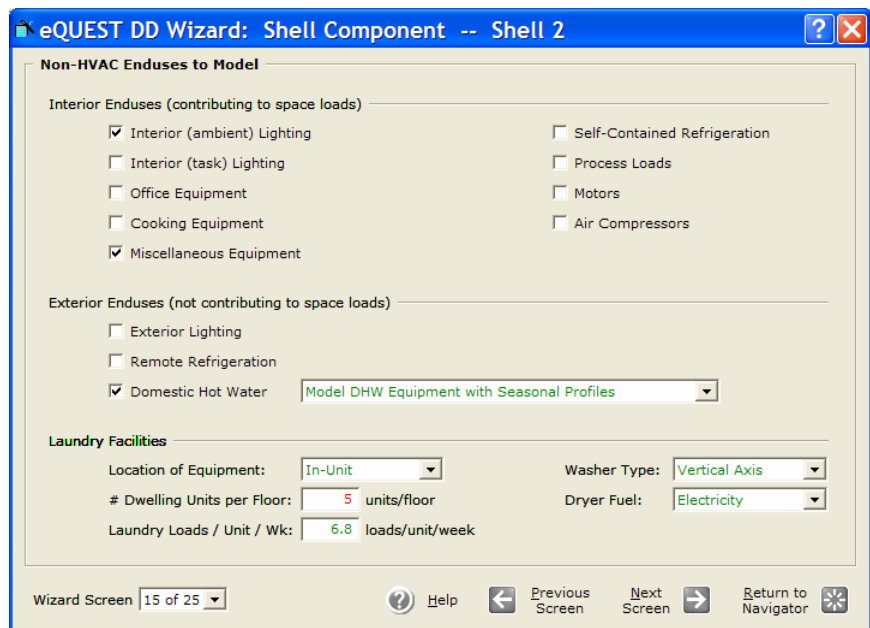 eQUEST DD Wizard: Shell Component -- Shell 2
Non-HVAC Enduses to Model
Interior Enduses (contributing to space loads)
Interior (ambient) Lighting
Self-Contained Refrigeration
Interior (task) Lighting
Process Loads
Office Equipment
Motors
Cooking Equipment
Air Compressors
Miscellaneous Equipment
Exterior Enduses (not contributing to space loads)
Exterior Lighting
Remote Refrigeration
Domestic Hot Water Model DHW Equipment with Seasonal Profiles
Laundry Facilities
Location of Equipment: In-Unit Washer Type: Vertical Axis
# Dwelling Units per Floor: 5 units/floor Dryer Fuel: Electricity
Laundry Loads / Unit / Wk: 6.8 loads/unit/week
Wizard Screen 15 of 25
? Help
Previous Screen
Next Screen
Return to Navigator